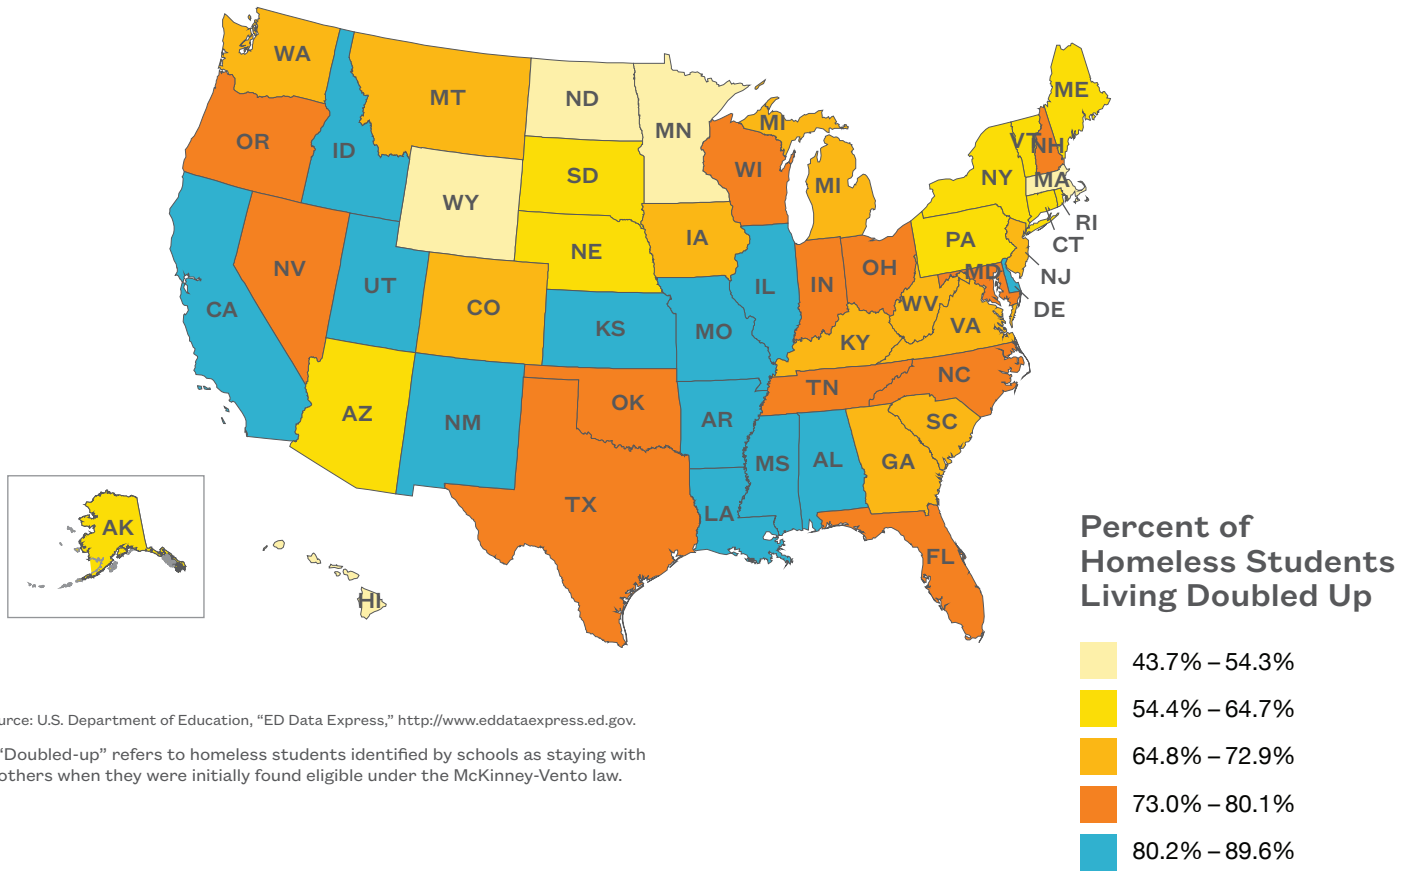 WA
MT
ND
MN
MI
ME
VT
NH
OR
ID
WY
SD
WI
MI
NY
MA
RI
CT
NV
UT
CO
NE
IA
IL
IN
OH
PA
NJ
MD
DE
CA
KS
MO
KY
WV
VA
AZ
NM
OK
AR
TN
NC
SC
TX
LA
MS
AL
GA
FL
AK
HI
Percent of
Homeless Students
Living Doubled Up
43.7% – 54.3%
54.4% – 64.7%
64.8% – 72.9%
73.0% – 80.1%
80.2% – 89.6%
urce: U.S. Department of Education, “ED Data Express,” http://www.eddataexpress.ed.gov.
“Doubled-up” refers to homeless students identified by schools as staying with
others when they were initially found eligible under the McKinney-Vento law.